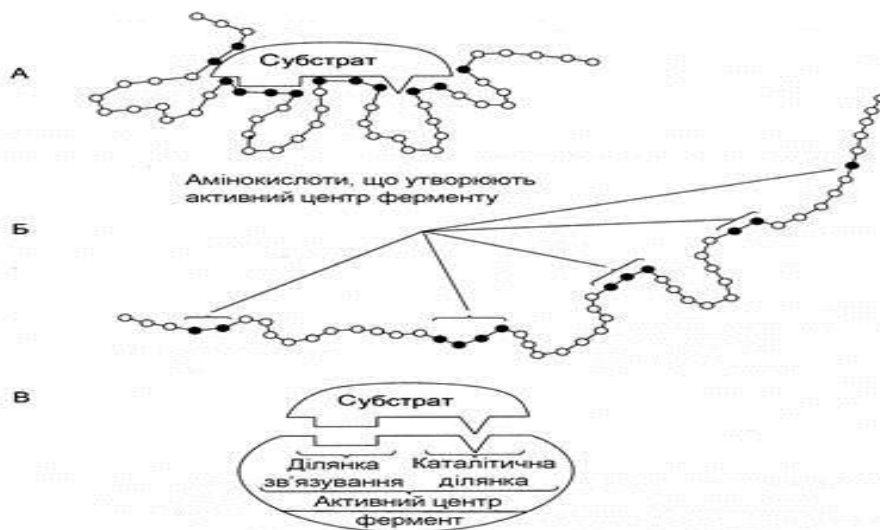 А
Субстрат
Амінокислоти, що утворюють
активний центр ферменту
Б
В
Субстрат
Ділянка Каталітична
зв'язування ділянка
Активний центр
фермент